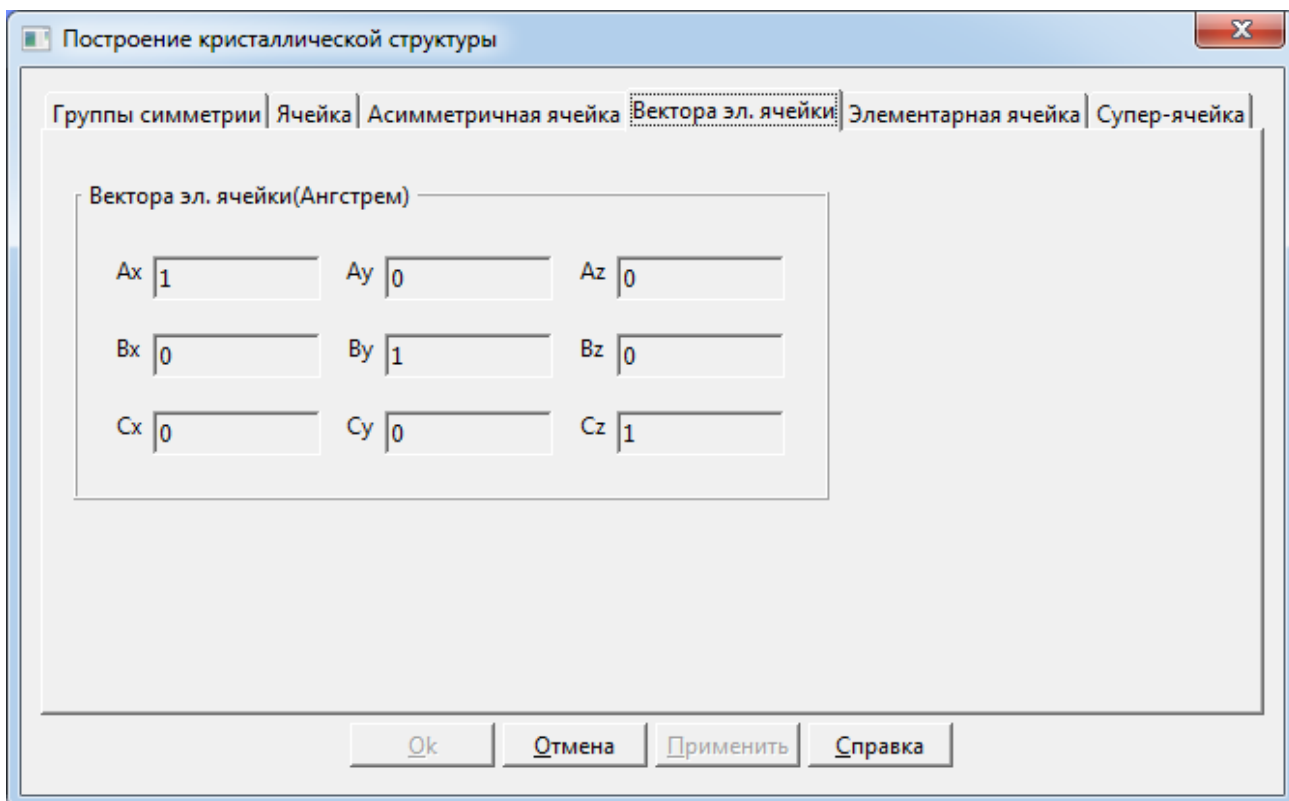 Построение кристаллической структуры
Группы симметрии Ячейка Асимметричная ячейка Вектора эл. ячейки Элементарная ячейка Супер-ячейка
Вектора эл. ячейки(Ангстрем)
Ax 1 Ay 0 Az 0
Bx 0 By 1 Bz 0
Cx 0 Cy 0 Cz 1
Ok Отмена Применить Справка